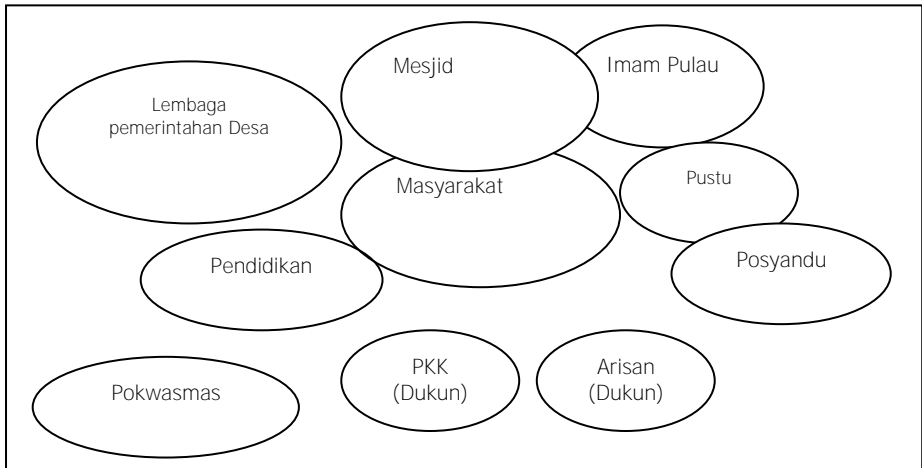 Mesjid
Imam Pulau
Lembaga
pemerintahan Desa
Masyarakat
Pustu
Pendidikan
Posyandu
Pokwasmas
PKK
(Dukun)
Arisan
(Dukun)